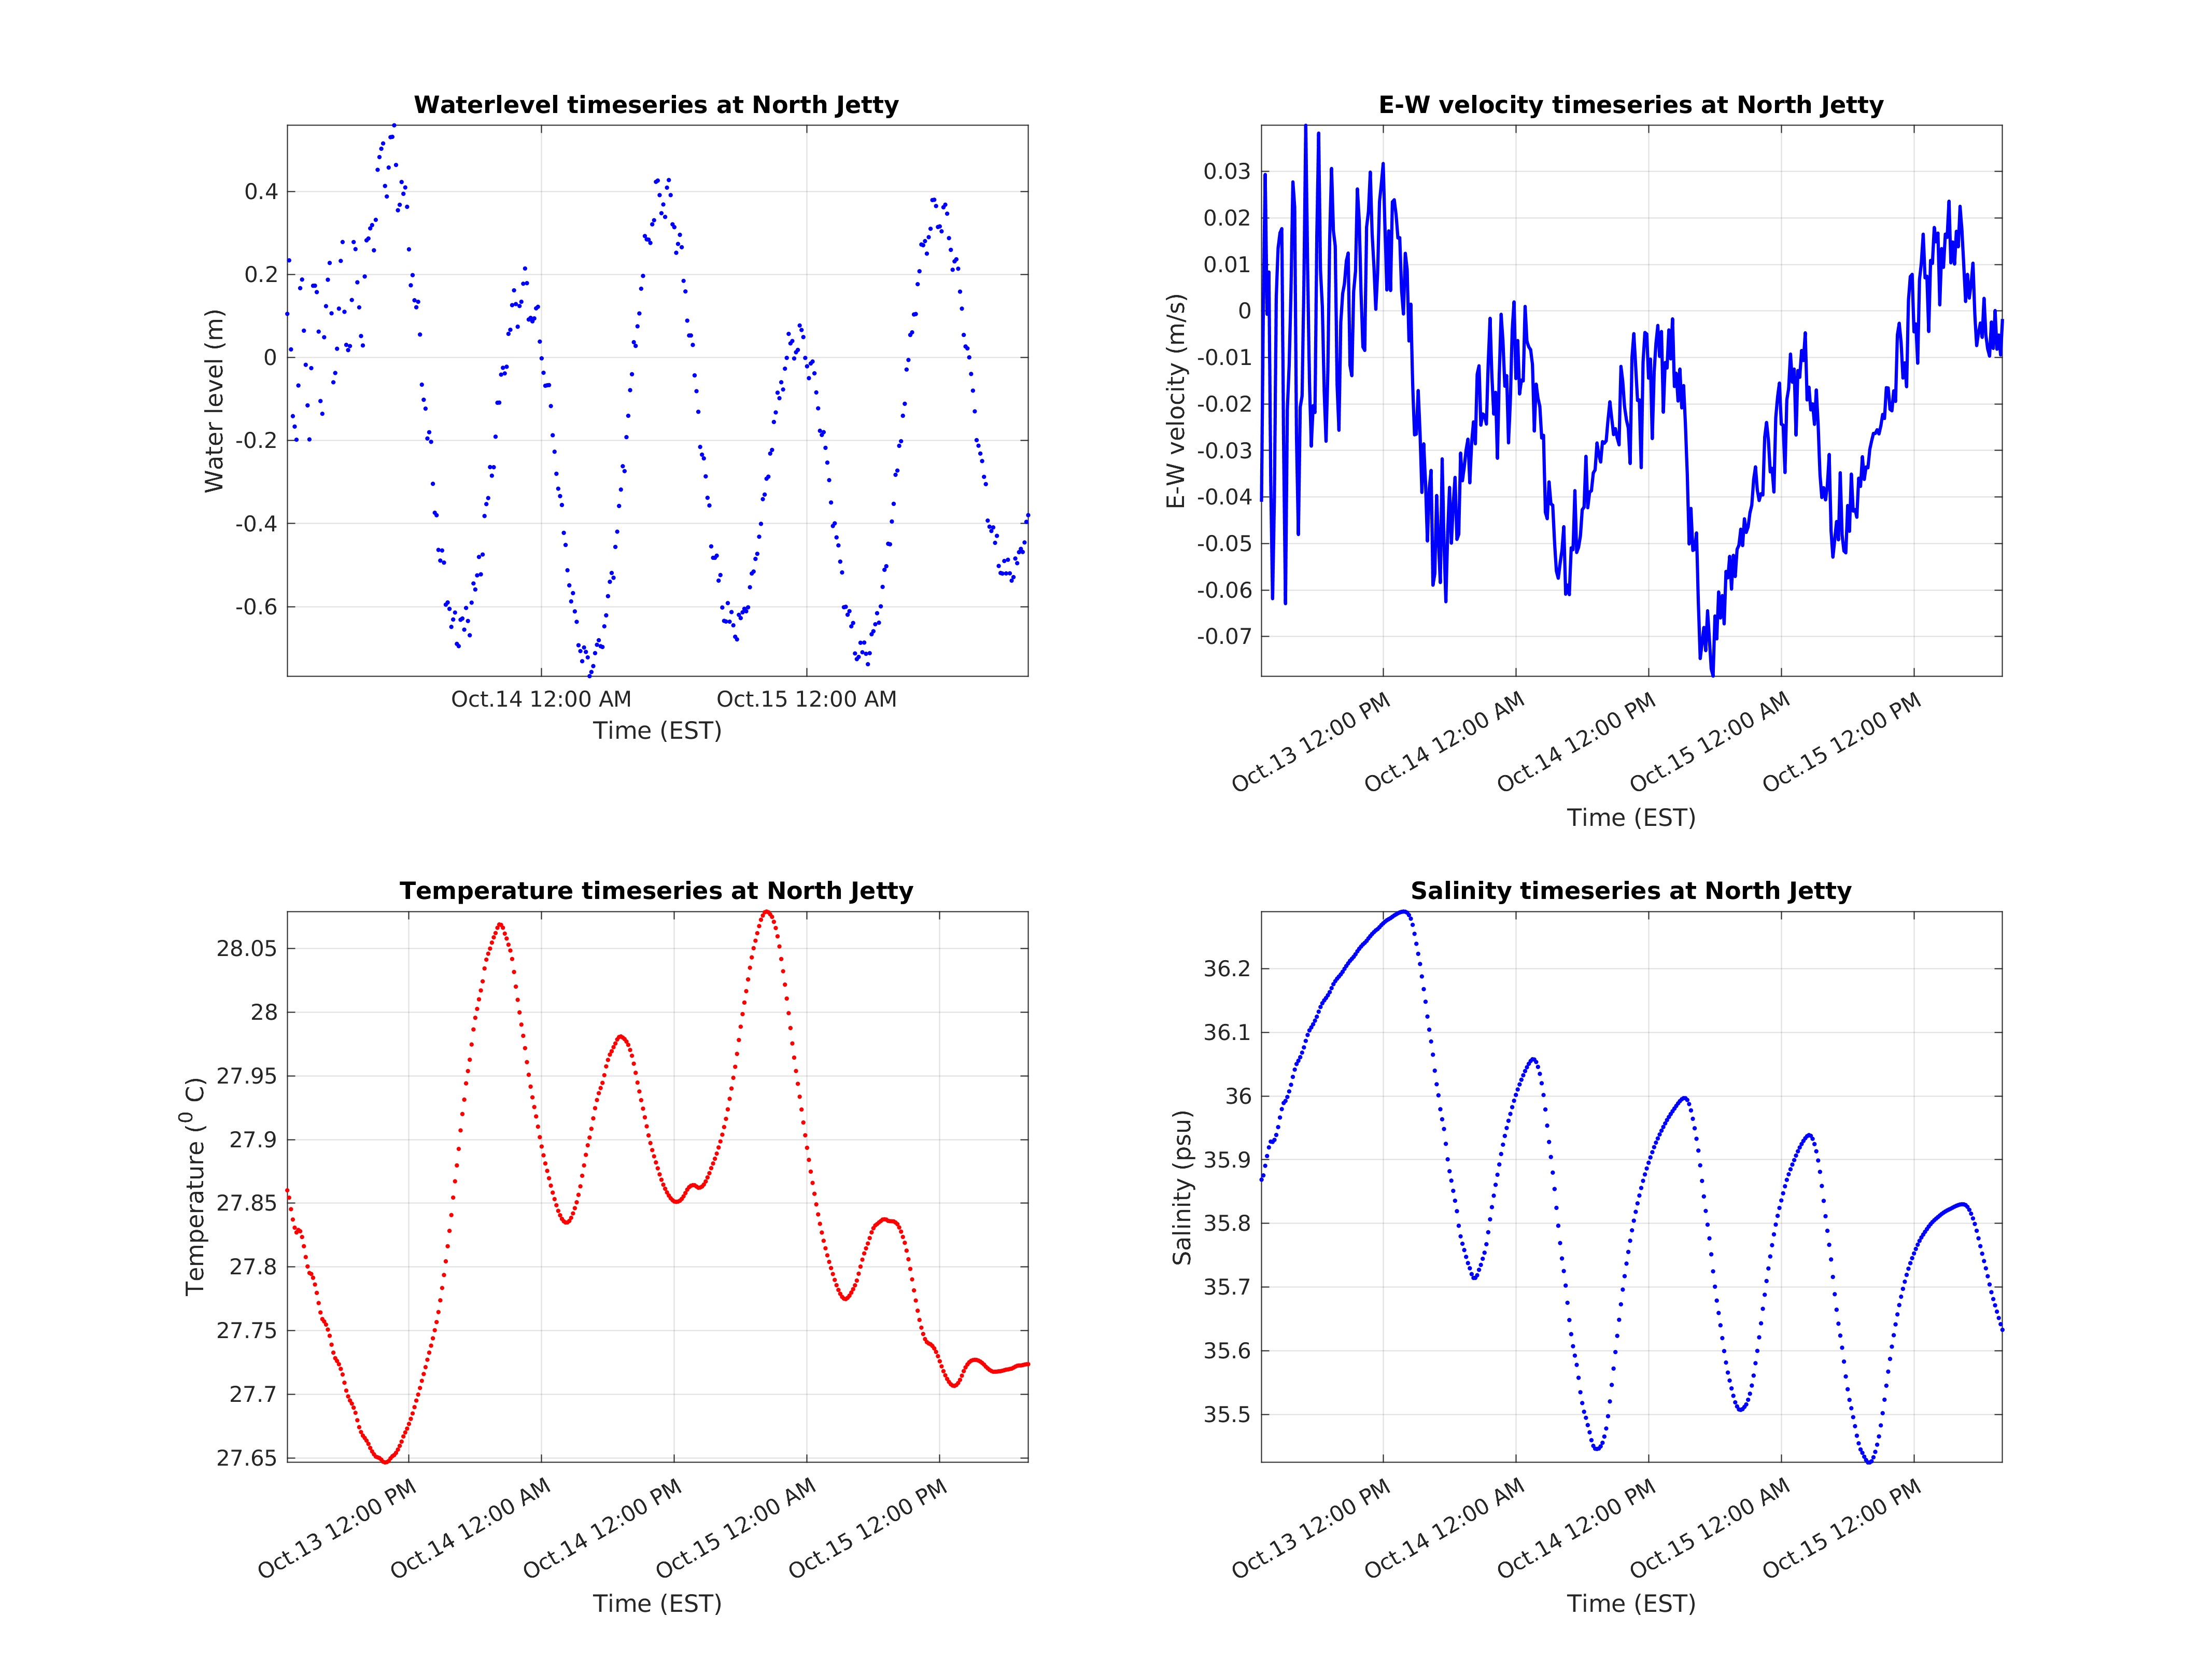 Waterlevel timeseries at North Jetty
0.4
0.2
0
-0.2
-0.4
-0.6
Water level (m)
Oct.14 12:00 AM
Oct.15 12:00 AM
Time (EST)
E-W velocity timeseries at North Jetty
0.03
0.02
0.01
0
-0.01
-0.02
-0.03
-0.04
-0.05
-0.06
-0.07
E-W velocity (m/s)
Oct.13 12:00 PM
Oct.14 12:00 AM
Oct.14 12:00 PM
Oct.15 12:00 AM
Oct.15 12:00 PM
Time (EST)
Temperature timeseries at North Jetty
28.05
28
27.95
27.9
27.85
27.8
27.75
27.7
27.65
Temperature (⁰ C)
Oct.13 12:00 PM
Oct.14 12:00 AM
Oct.14 12:00 PM
Oct.15 12:00 AM
Oct.15 12:00 PM
Time (EST)
Salinity timeseries at North Jetty
36.2
36.1
36
35.9
35.8
35.7
35.6
35.5
Salinity (psu)
Oct.13 12:00 PM
Oct.14 12:00 AM
Oct.14 12:00 PM
Oct.15 12:00 AM
Oct.15 12:00 PM
Time (EST)